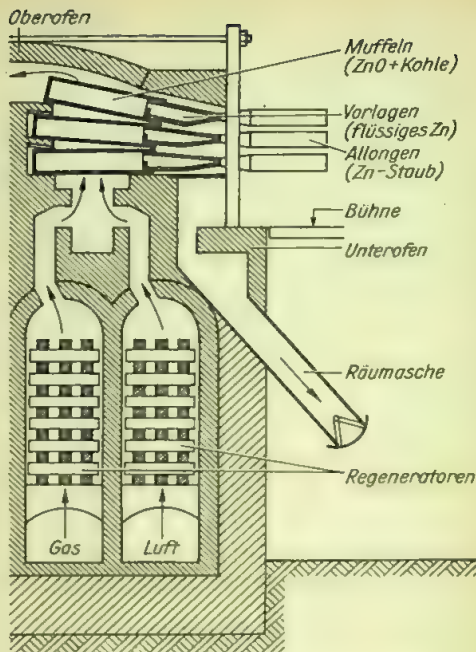 Oberofen
Muffeln
(ZnO + Kohle)
Vorlagen
(flüssiges Zn)
Allongen
(Zn-Staub)
Bühne
Unterofen
Räumasche
Regeneratoren
Gas
Luft